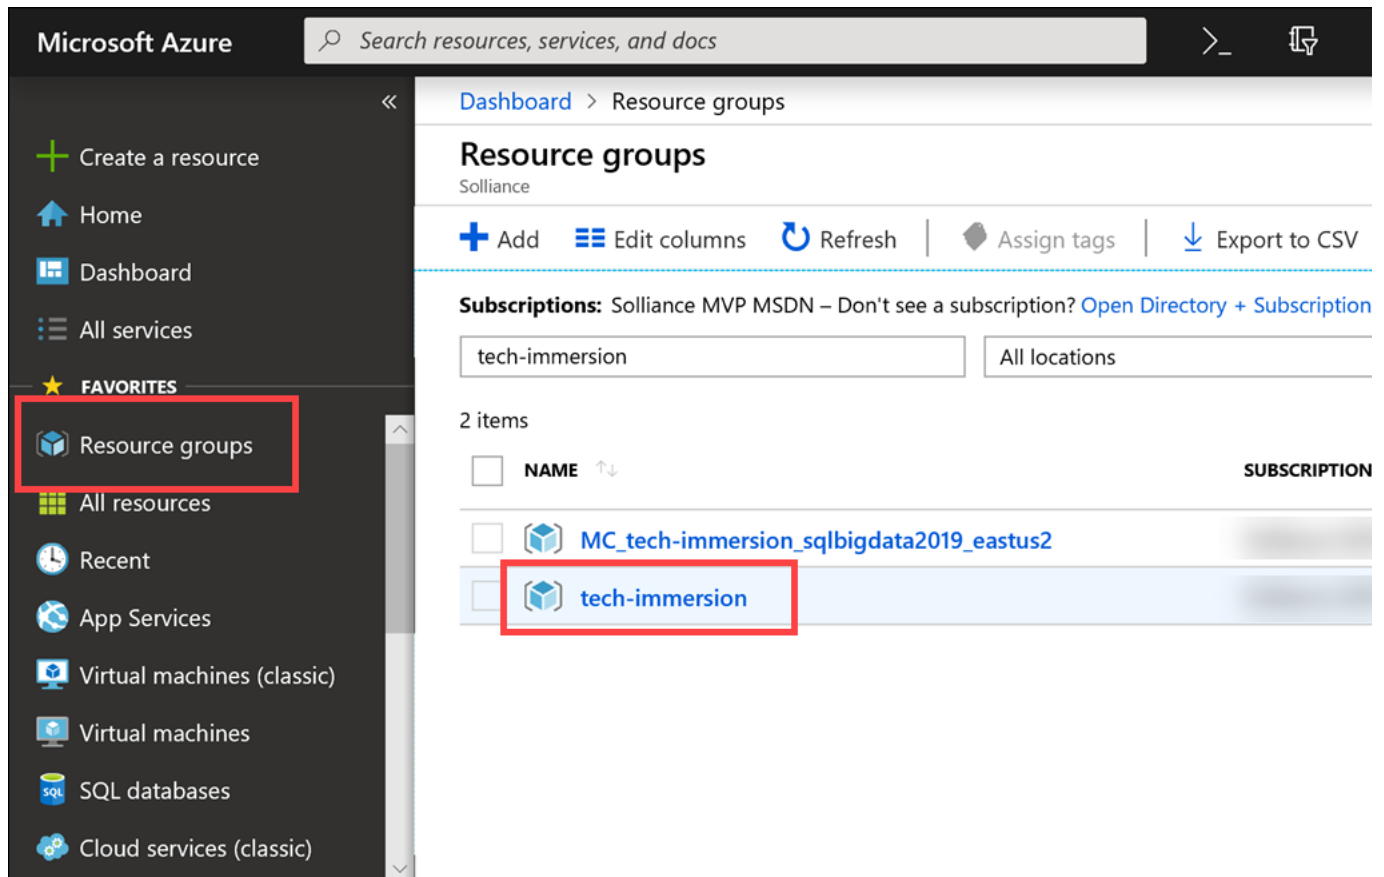 Microsoft Azure
Search resources, services, and docs
Create a resource
Home
Dashboard
All services
FAVORITES
Resource groups
All resources
Recent
App Services
Virtual machines (classic)
Virtual machines
SQL databases
Cloud services (classic)
Dashboard > Resource groups
Resource groups
Solliance
Add Edit columns Refresh Assign tags Export to CSV
Subscriptions: Solliance MVP MSDN – Don't see a subscription? Open Directory + Subscription
tech-immersion All locations
2 items
NAME SUBSCRIPTION
MC_tech-immersion_sqlbigdata2019_eastus2
tech-immersion